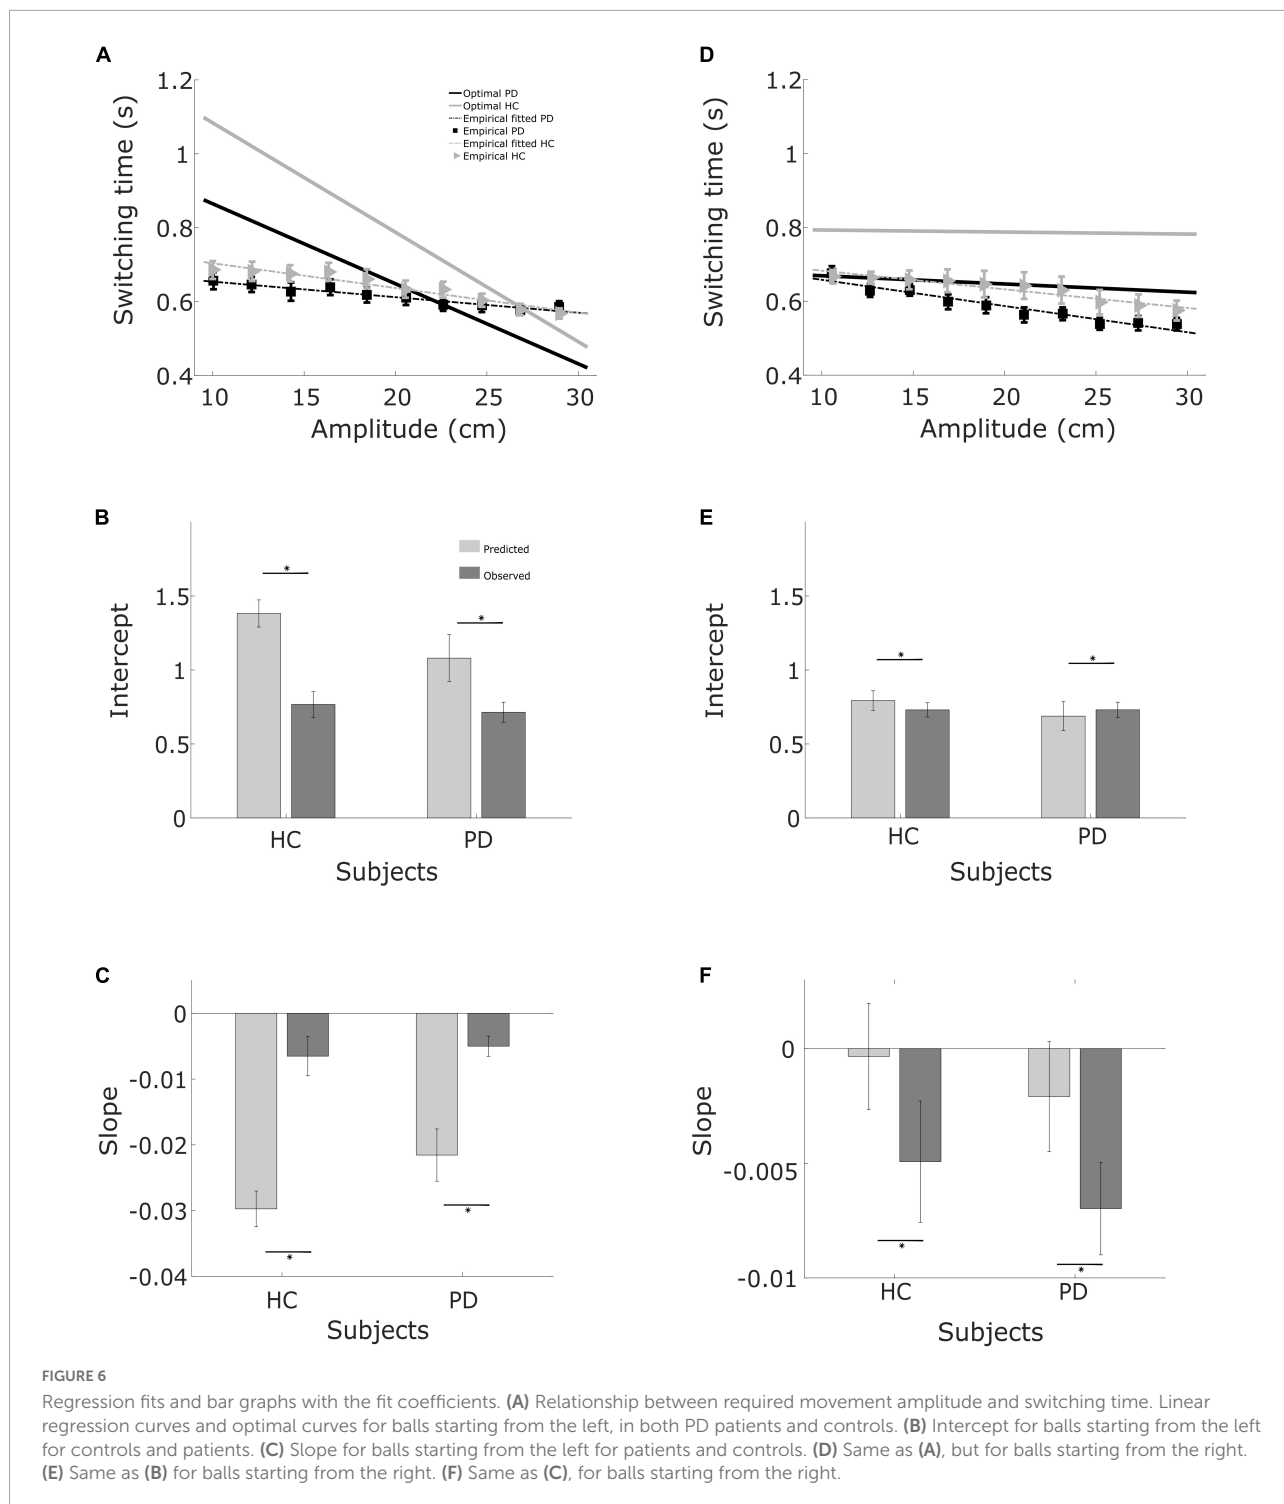 A
1.2
1
0.8
0.6
0.4
Switching time (s)
10 15 20 25 30
Amplitude (cm)
Optimal PD
Optimal HC
Empirical fitted PD
Empirical PD
Empirical fitted HC
Empirical HC
D
1.2
1
0.8
0.6
0.4
Switching time (s)
10 15 20 25 30
Amplitude (cm)
B
1.5
1
0.5
0
Intercept
*
*
Predicted
Observed
HC PD
Subjects
E
1.5
1
0.5
0
Intercept
*
*
HC PD
Subjects
C
0
-0.01
-0.02
-0.03
-0.04
Slope
*
*
HC PD
Subjects
F
0
-0.005
-0.01
Slope
*
*
HC PD
Subjects
FIGURE 6
Regression fits and bar graphs with the fit coefficients. (A) Relationship between required movement amplitude and switching time. Linear
regression curves and optimal curves for balls starting from the left, in both PD patients and controls. (B) Intercept for balls starting from the left
for controls and patients. (C) Slope for balls starting from the left for patients and controls. (D) Same as (A), but for balls starting from the right.
(E) Same as (B) for balls starting from the right. (F) Same as (C), for balls starting from the right.